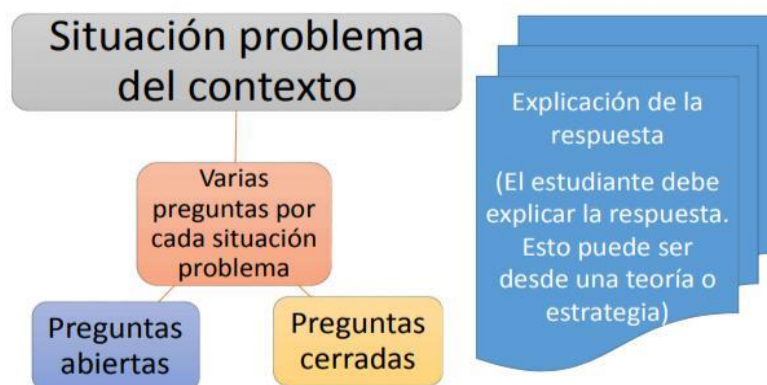 Situación problema
del contexto
Varias
preguntas por
cada situación
problema
Preguntas
abiertas
Preguntas
cerradas
Explicación de la
respuesta
(El estudiante debe
explicar la respuesta.
Esto puede ser
desde una teoría o
estrategia)